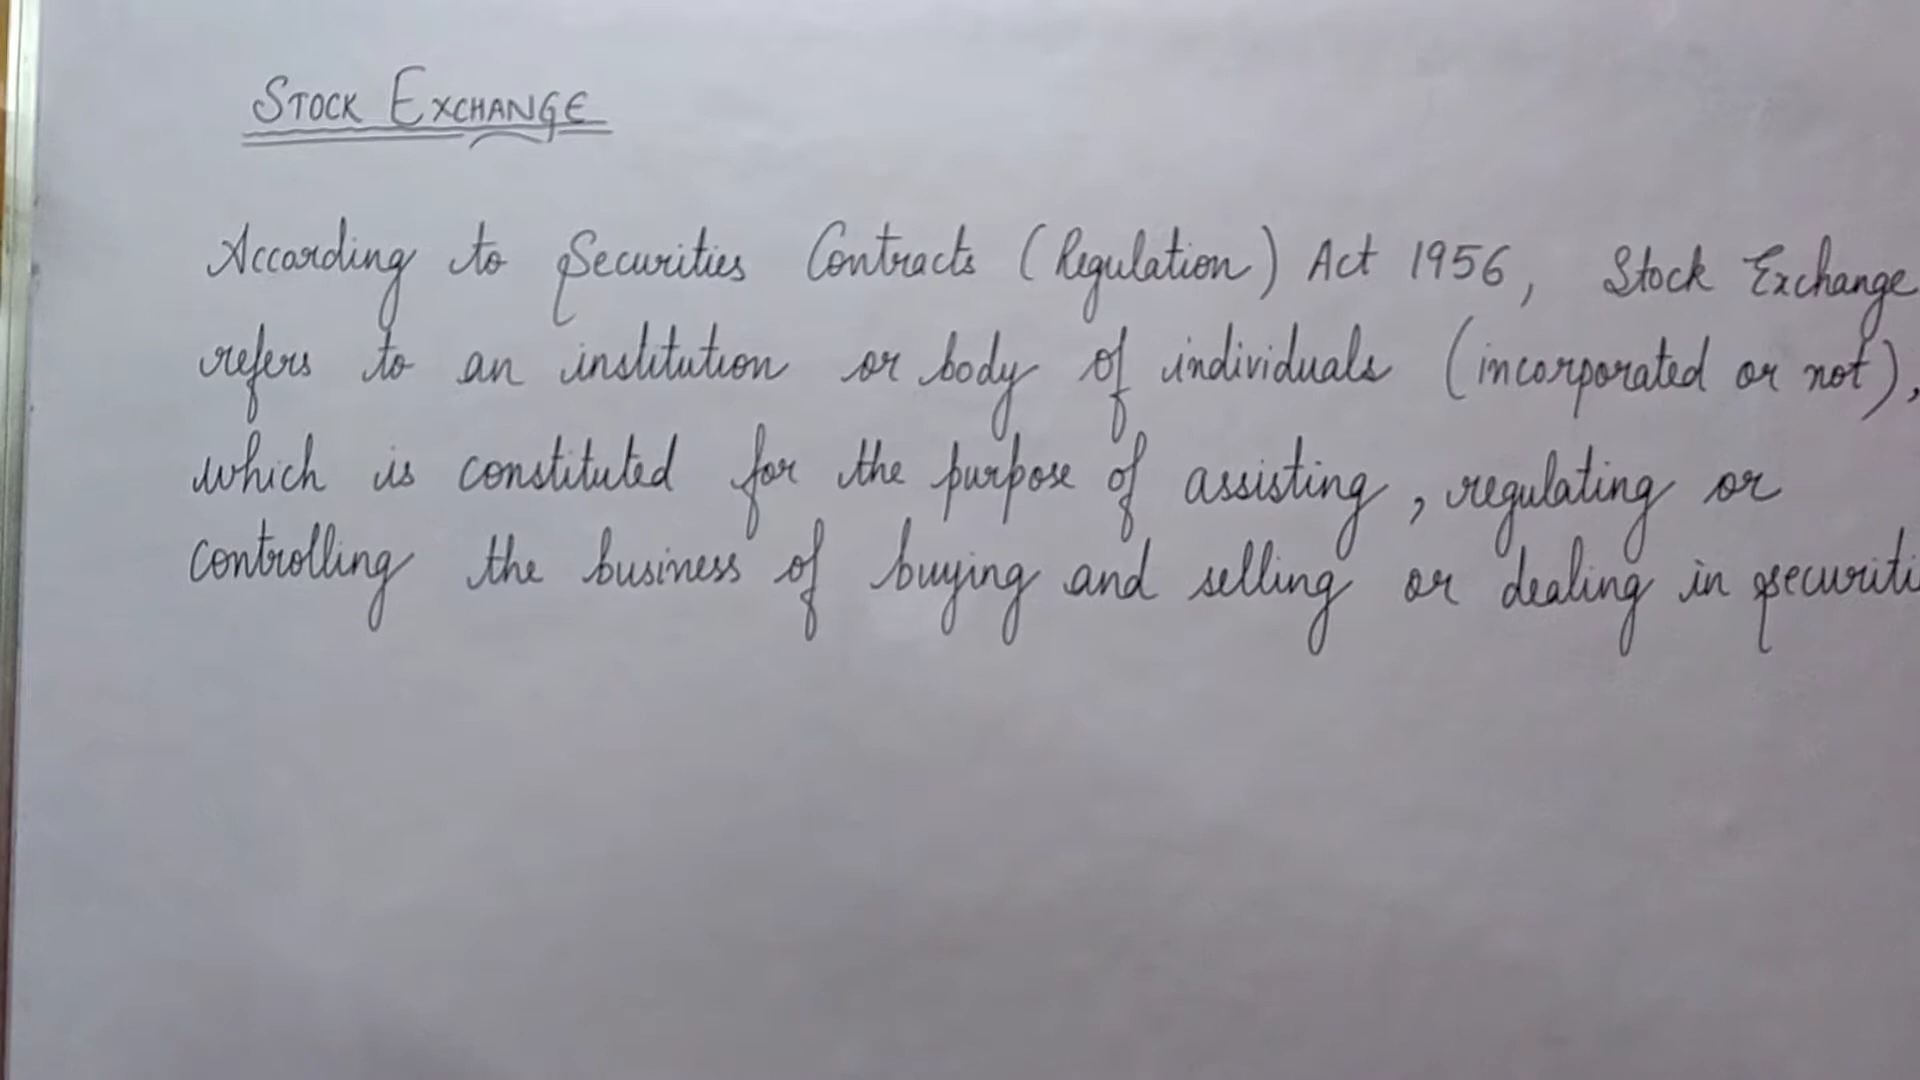 STOCK EXCHANGE
According to Securities Contracts (Regulation) Act 1956, Stock Exchange
refers to an institution or body of individuals (incorporated or not),
which is constituted for the purpose of assisting, regulating or
controlling the business of buying and selling or dealing in securiti